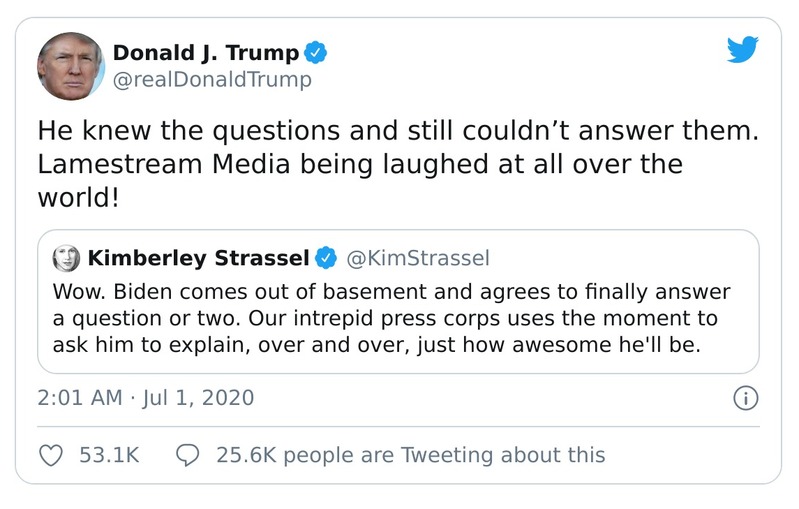 Donald J. Trump
@realDonaldTrump
He knew the questions and still couldn’t answer them.
Lamestream Media being laughed at all over the
world!
Kimberley Strassel @KimStrassel
Wow. Biden comes out of basement and agrees to finally answer
a question or two. Our intrepid press corps uses the moment to
ask him to explain, over and over, just how awesome he'll be.
2:01 AM · Jul 1, 2020
53.1K 25.6K people are Tweeting about this